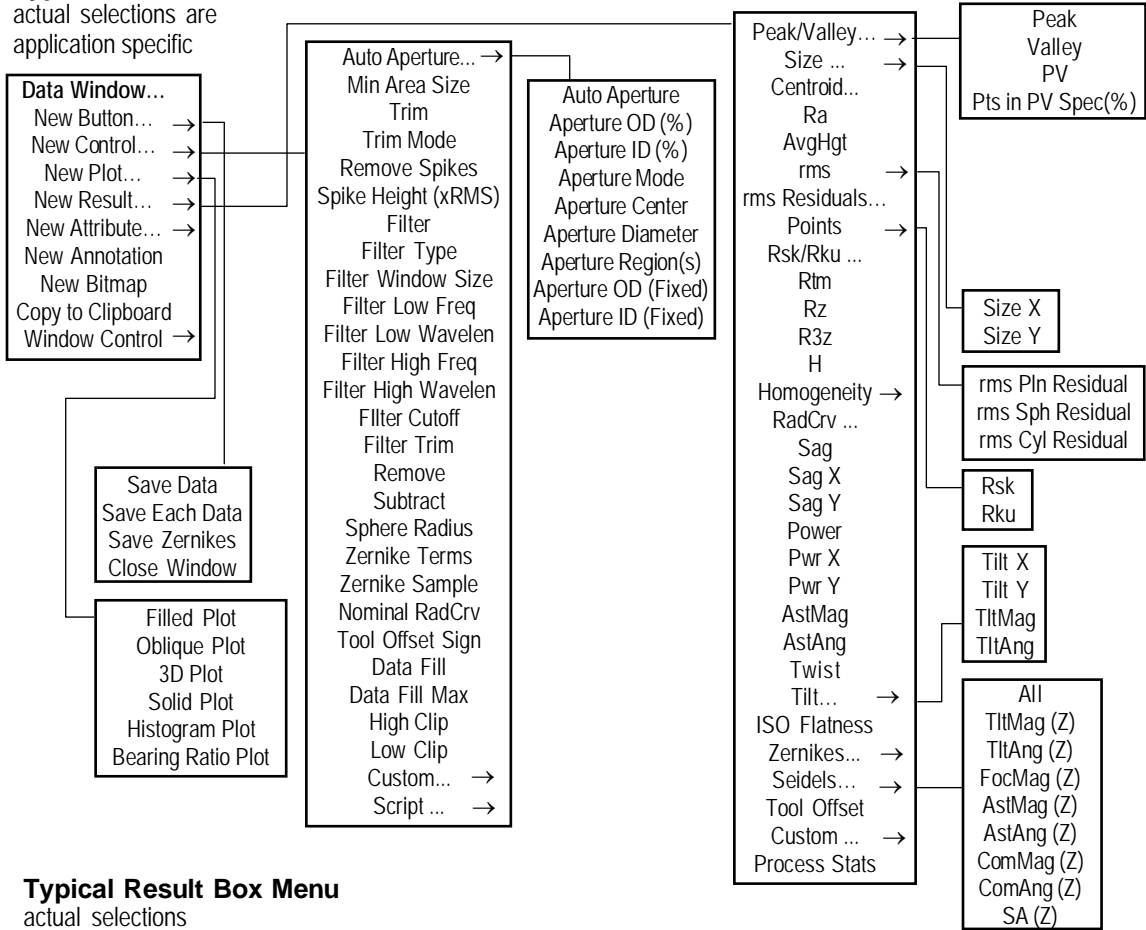 actual selections are
application specific
Data Window...
New Button... →
New Control... →
New Plot... →
New Result... →
New Attribute... →
New Annotation
New Bitmap
Copy to Clipboard
Window Control →
Save Data
Save Each Data
Save Zernikes
Close Window
Filled Plot
Oblique Plot
3D Plot
Solid Plot
Histogram Plot
Bearing Ratio Plot
Auto Aperture... →
Min Area Size
Trim
Trim Mode
Remove Spikes
Spike Height (xRMS)
Filter
Filter Type
Filter Window Size
Filter Low Freq
Filter Low Wavelen
Filter High Freq
Filter High Wavelen
FIlter Cutoff
Filter Trim
Remove
Subtract
Sphere Radius
Zernike Terms
Zernike Sample
Nominal RadCrv
Tool Offset Sign
Data Fill
Data Fill Max
High Clip
Low Clip
Custom... →
Script ... →
Auto Aperture
Aperture OD (%)
Aperture ID (%)
Aperture Mode
Aperture Center
Aperture Diameter
Aperture Region(s)
Aperture OD (Fixed)
Aperture ID (Fixed)
Peak/Valley... →
Size ... →
Centroid...
Ra
AvgHgt
rms →
rms Residuals...
Points →
Rsk/Rku ...
Rtm
Rz
R3z
H
Homogeneity →
RadCrv ...
Sag
Sag X
Sag Y
Power
Pwr X
Pwr Y
AstMag
AstAng
Twist
Tilt... →
ISO Flatness
Zernikes... →
Seidels... →
Tool Offset
Custom ... →
Process Stats
Peak
Valley
PV
Pts in PV Spec(%)
Size X
Size Y
rms Pln Residual
rms Sph Residual
rms Cyl Residual
Rsk
Rku
Tilt X
Tilt Y
TltMag
TltAng
All
TltMag (Z)
TltAng (Z)
FocMag (Z)
AstMag (Z)
AstAng (Z)
ComMag (Z)
ComAng (Z)
SA (Z)
Typical Result Box Menu
actual selections